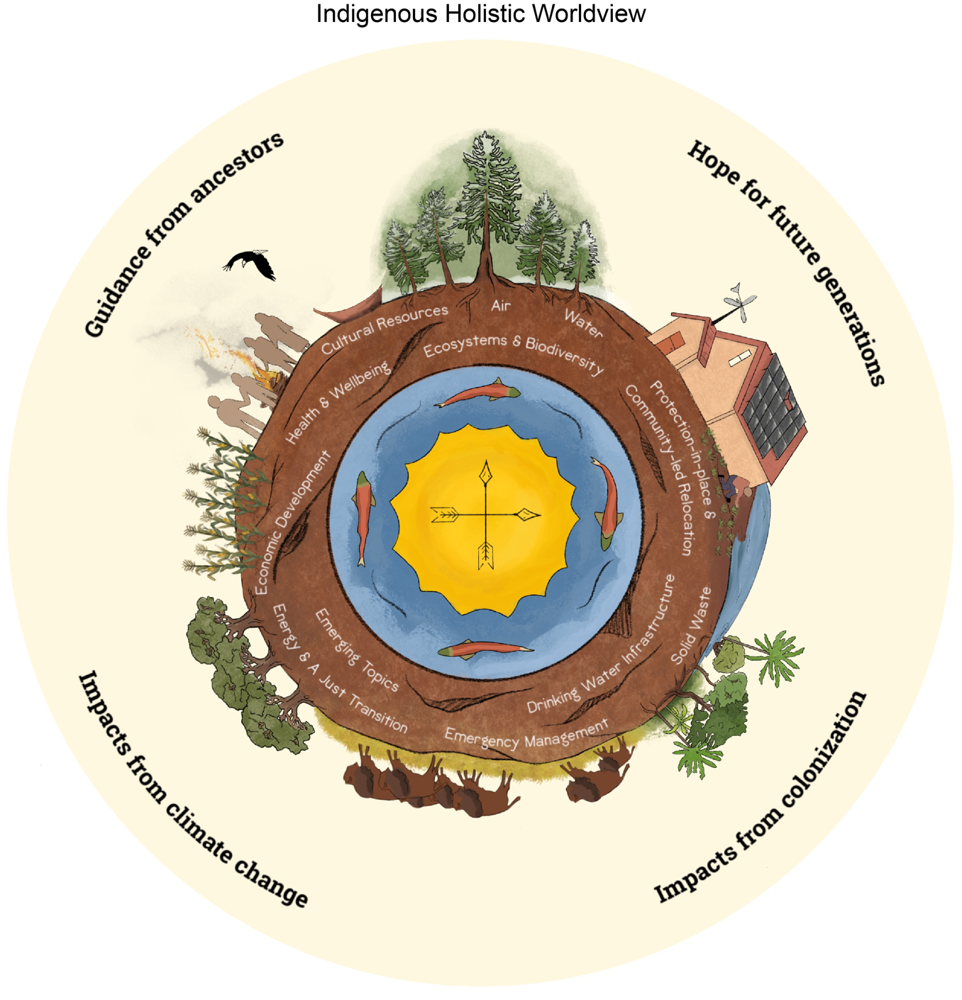 Indigenous Holistic Worldview
Guidance from ancestors
Hope for future generations
Cultural Resources
Air
Water
Ecosystems & Biodiversity
Health & Wellbeing
Protection-in-place &
Community-led Relocation
Economic Development
Solid Waste
Drinking Water Infrastructure
Emerging Topics
Energy & A Just Transition
Emergency Management
Impacts from climate change
Impacts from colonization